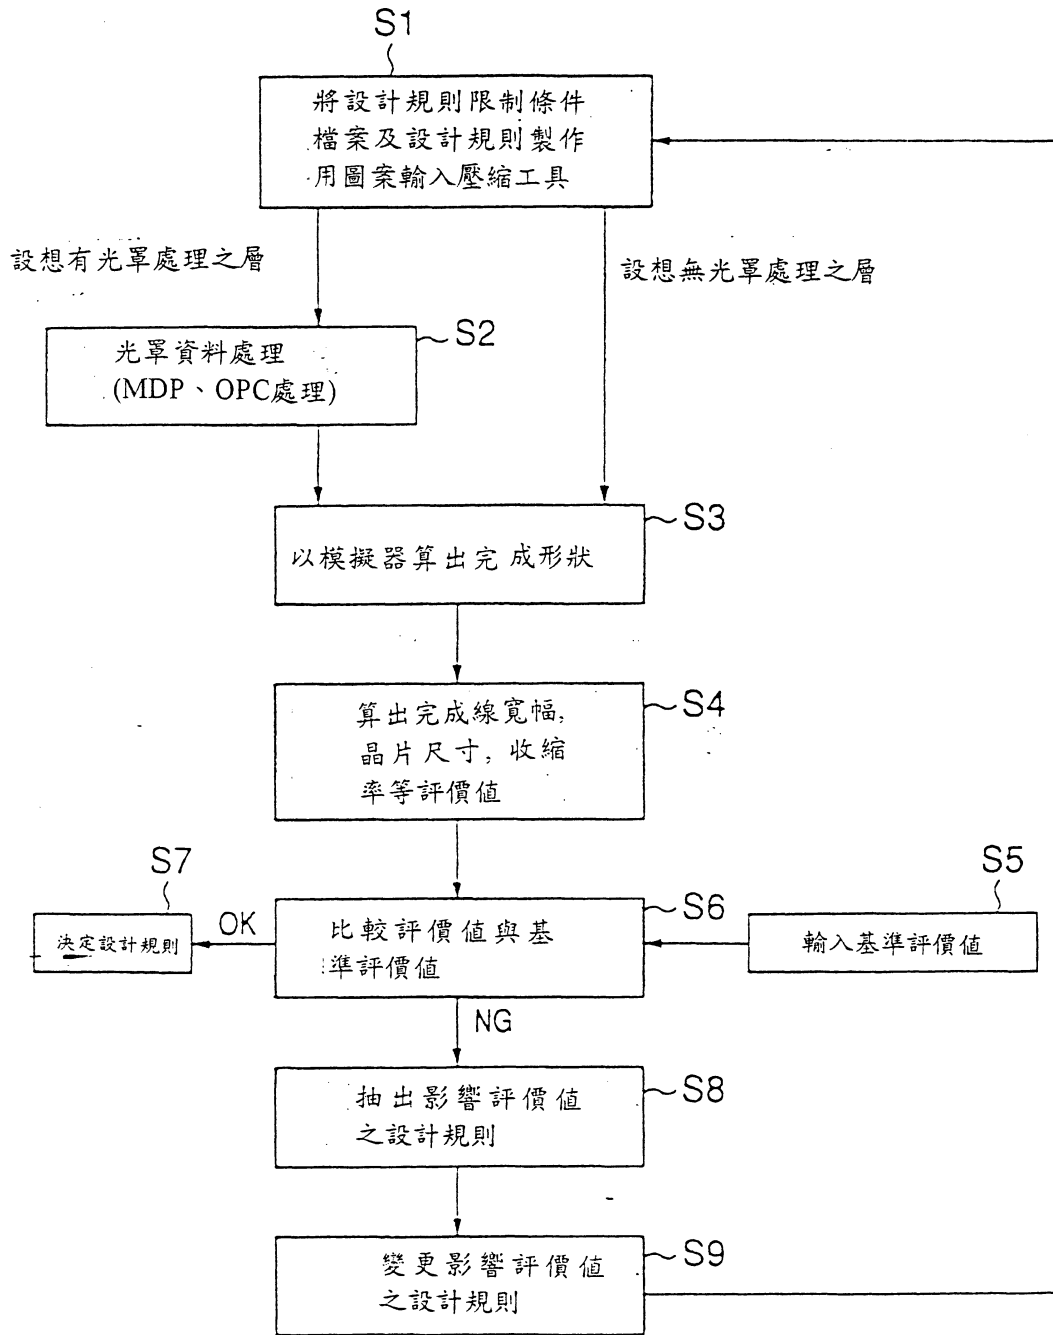 S1
將設計規則限制條件
檔案及設計規則製作
用圖案輸入壓縮工具
設想有光罩處理之層
設想無光罩處理之層
S2
光罩資料處理
(MDP、OPC處理)
S3
以模擬器算出完成形狀
S4
算出完成線寬幅,
晶片尺寸, 收縮
率等評價值
S7
決定設計規則
OK
S6
比較評價值與基
準評價值
S5
輸入基準評價值
NG
S8
抽出影響評價值
之設計規則
S9
變更影響評價值
之設計規則